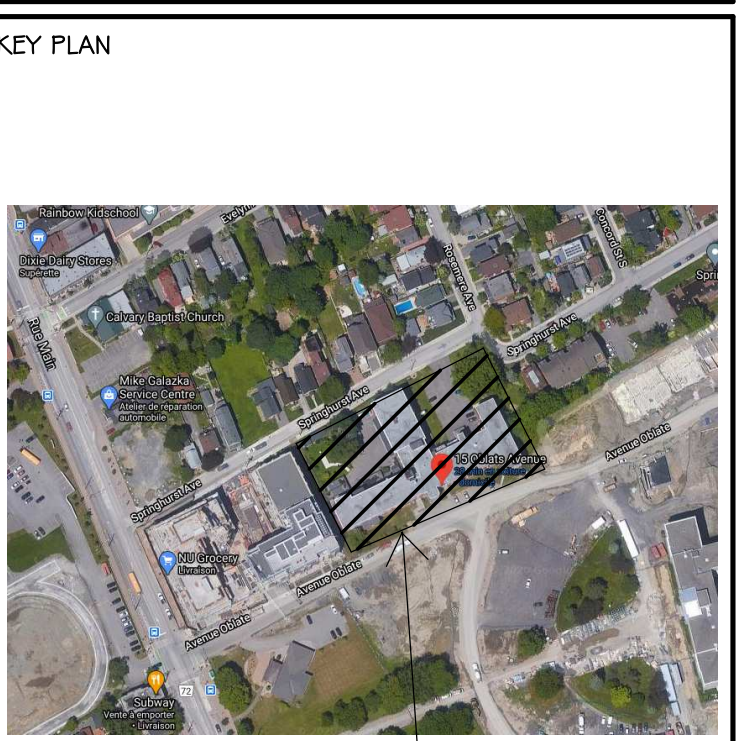 KEY PLAN
Rainbow Kidschool
Dixie Dairy Stores
Supérette
Calvary Baptist Church
Rue Main
Rosemere Ave
Concord St S
Springhurst Ave
Mike Galazka
Service Centre
Atelier de réparation
automobile
Springhurst Ave
Avenue Oblate
15 Oblats Avenue
Springhurst Ave
NU Grocery
Livraison
Avenue Oblate
Avenue Oblate
72
Subway
Vente à emporter
• Livraison